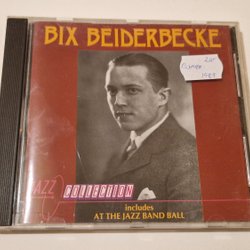 BIX BEIDERBECKE
JAZZ
COLLECTION
includes
AT THE JAZZ BAND BALL